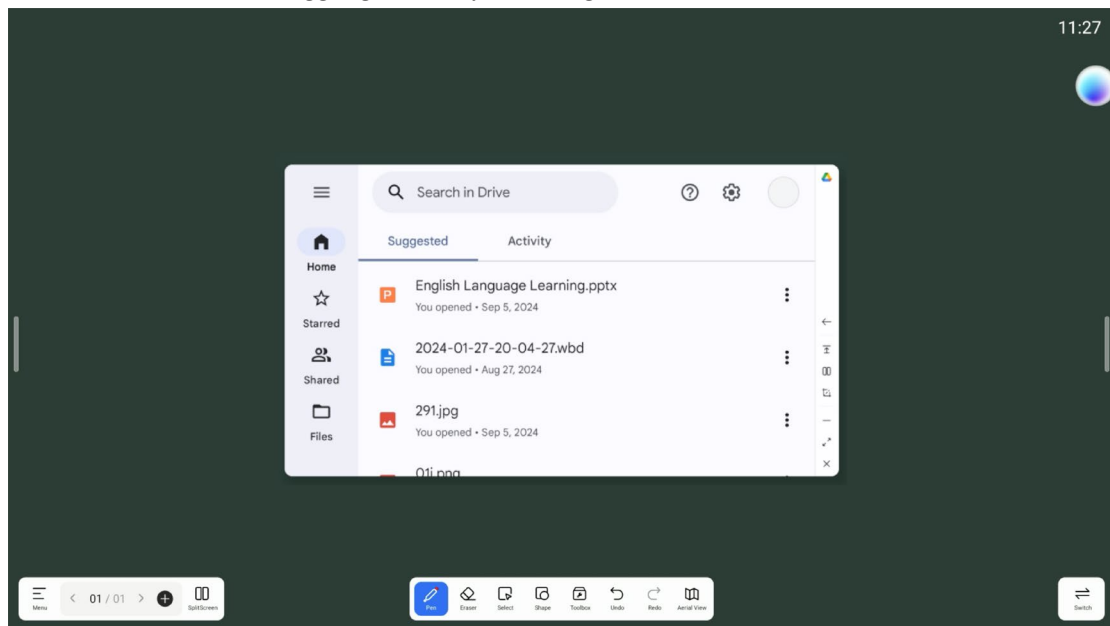 11:27
Search in Drive
Suggested Activity
Home
English Language Learning.pptx
You opened • Sep 5, 2024
Starred
2024-01-27-20-04-27.wbd
You opened • Aug 27, 2024
Shared
291.jpg
You opened • Sep 5, 2024
Files
Menu
01 / 01
SplitScreen
Pen
Eraser
Select
Shape
Toolbox
Undo
Redo
Aerial View
Switch